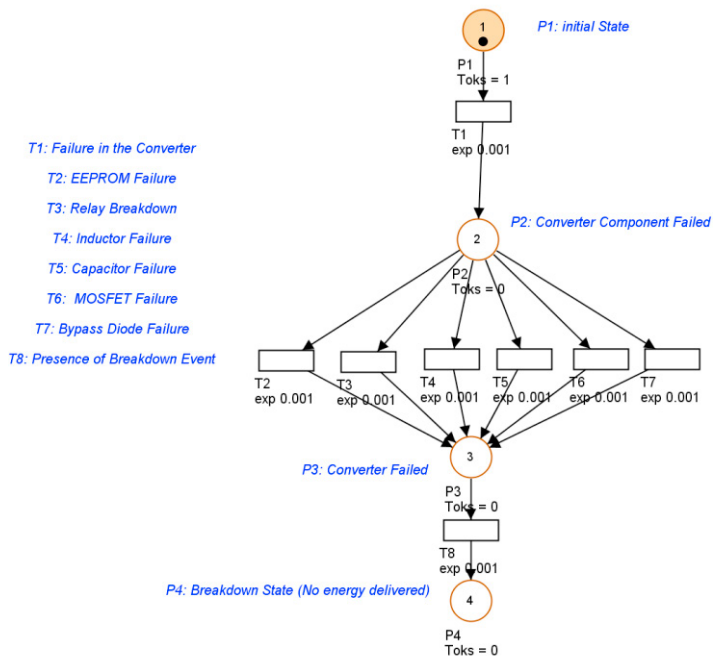 1
P1: initial State
P1
Toks = 1
T1
exp 0.001
T1: Failure in the Converter
T2: EEPROM Failure
T3: Relay Breakdown
T4: Inductor Failure
T5: Capacitor Failure
T6: MOSFET Failure
T7: Bypass Diode Failure
T8: Presence of Breakdown Event
2
P2: Converter Component Failed
P2
Toks = 0
T2
exp 0.001
T3
exp 0.001
T4
exp 0.001
T5
exp 0.001
T6
exp 0.001
T7
exp 0.001
3
P3: Converter Failed
P3
Toks = 0
T8
exp 0.001
P4: Breakdown State (No energy delivered)
4
P4
Toks = 0